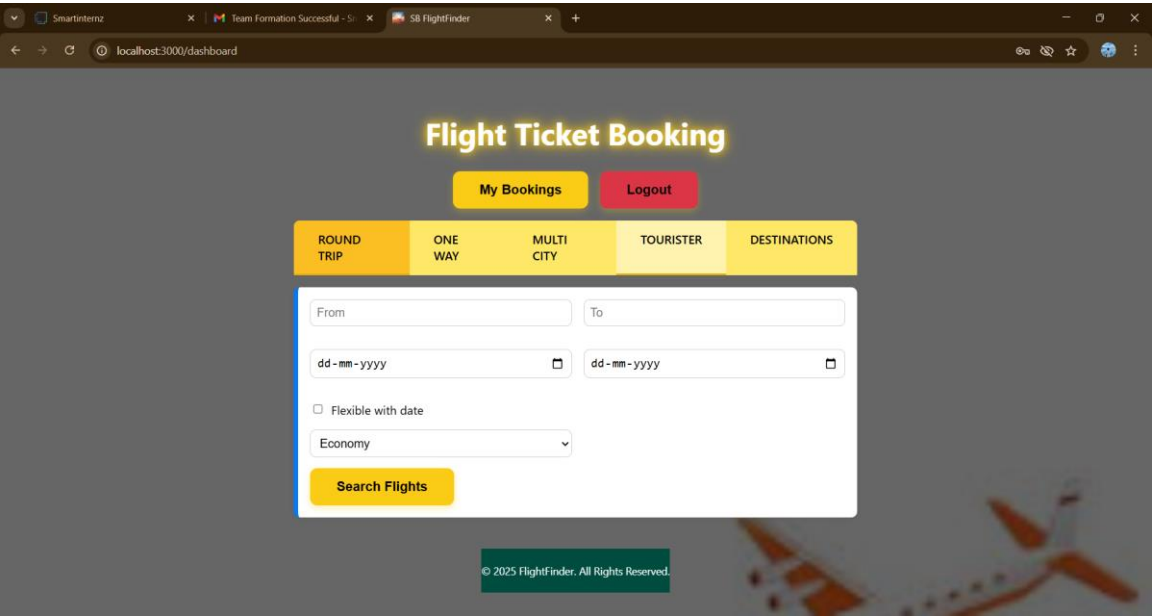 Smartinternz
Team Formation Successful - Sm
SB FlightFinder
localhost:3000/dashboard
Flight Ticket Booking
My Bookings
Logout
ROUND
TRIP
ONE
WAY
MULTI
CITY
TOURISTER
DESTINATIONS
From
To
dd-mm-yyyy
dd-mm-yyyy
Flexible with date
Economy
Search Flights
© 2025 FlightFinder. All Rights Reserved.